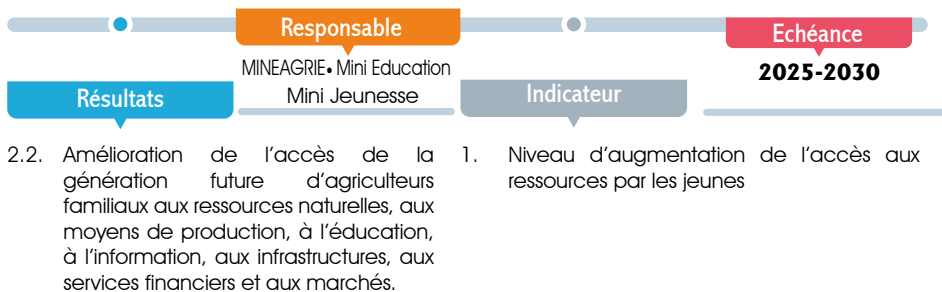 Responsable
Echéance
MINEAGRIE• Mini Education
2025-2030
Mini Jeunesse
Résultats
Indicateur
2.2. Amélioration de l'accès de la
génération future d'agriculteurs
familiaux aux ressources naturelles, aux
moyens de production, à l'éducation,
à l'information, aux infrastructures, aux
services financiers et aux marchés.
1. Niveau d'augmentation de l'accès aux
ressources par les jeunes